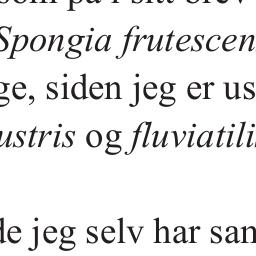 som på i sitt brev
Spongia frutescen
ge, siden jeg er us
ustris og fluviatili
de jeg selv har san